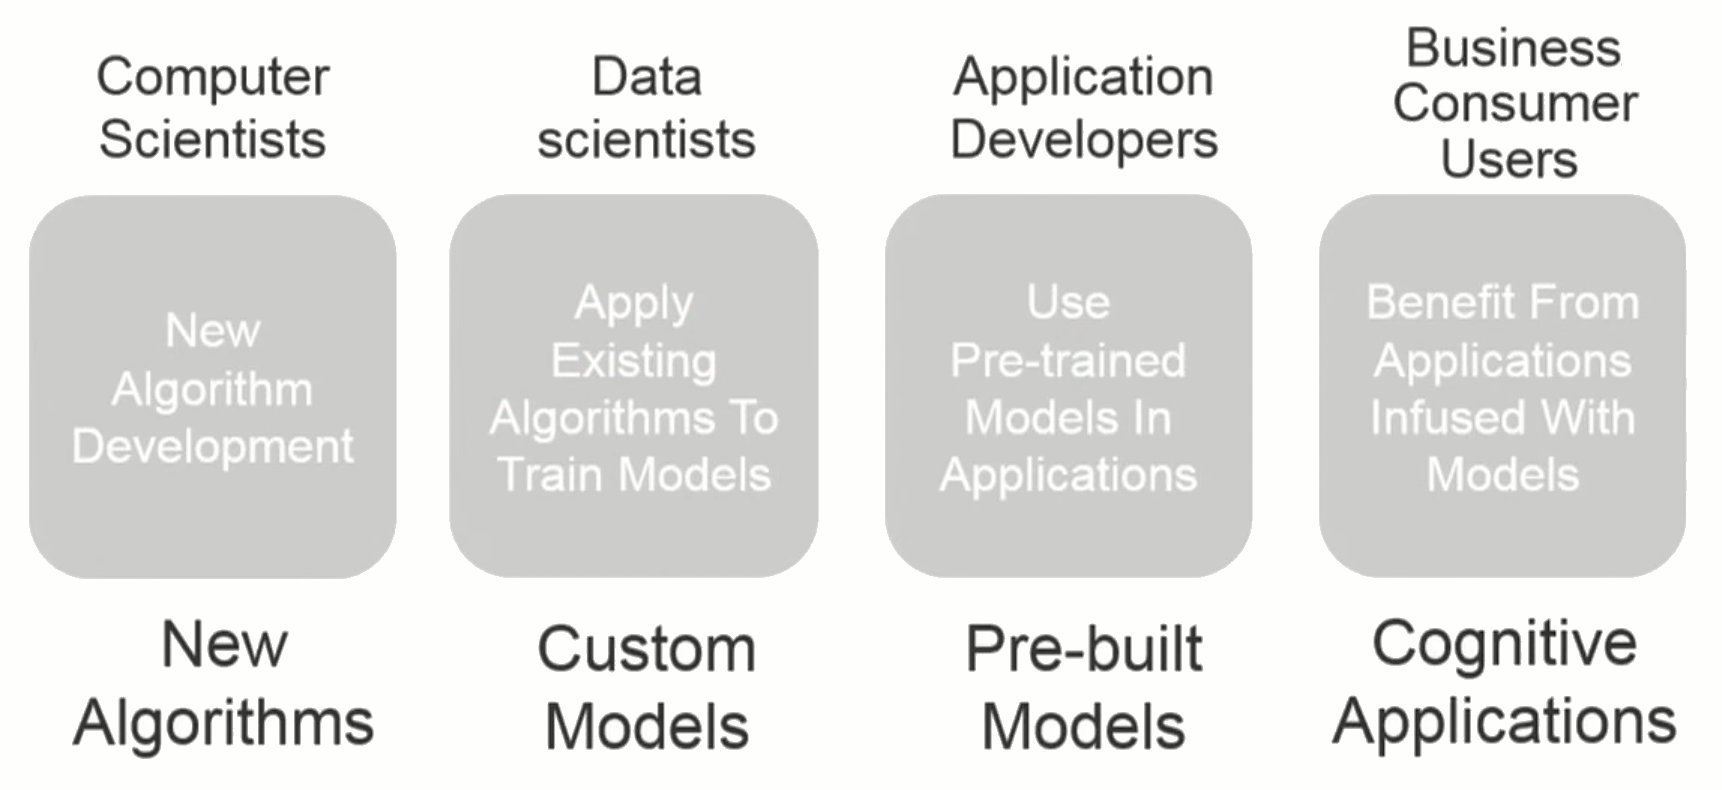 Computer
Scientists
Data
scientists
Application
Developers
Business
Consumer
Users
New
Algorithm
Development
Apply
Existing
Algorithms To
Train Models
Use
Pre-trained
Models In
Applications
Benefit From
Applications
Infused With
Models
New
Algorithms
Custom
Models
Pre-built
Models
Cognitive
Applications